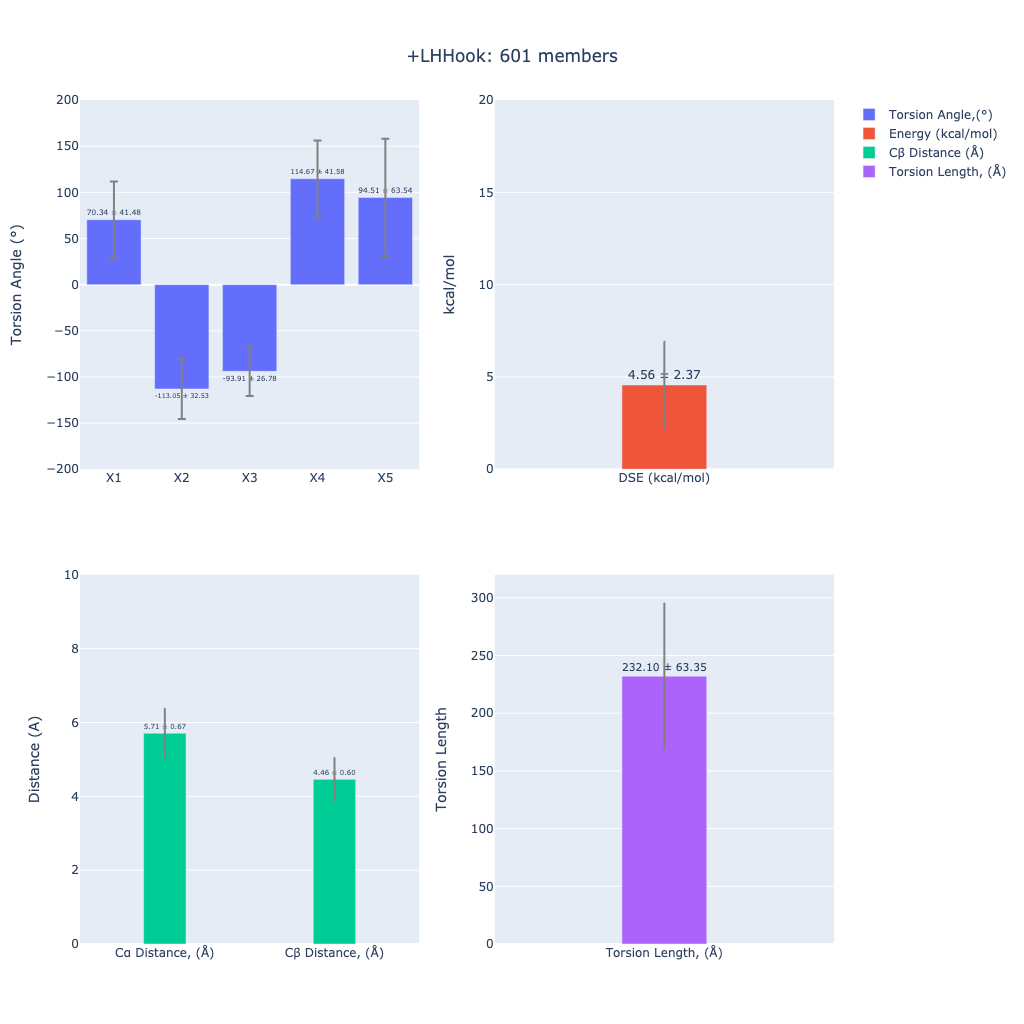 +LHHook: 601 members
200
150
100
50
0
−50
−100
−150
−200
Torsion Angle (°)
70.34 ± 41.48
-113.05 ± 32.53
-93.91 ± 26.78
114.67 ± 41.58
94.51 ± 63.54
X1 X2 X3 X4 X5
20
15
10
5
0
kcal/mol
4.56 ± 2.37
DSE (kcal/mol)
Torsion Angle,(°)
Energy (kcal/mol)
Cβ Distance (Å)
Torsion Length, (Å)
10
8
6
4
2
0
Distance (A)
5.71 ± 0.67
4.46 ± 0.60
Cα Distance, (Å) Cβ Distance, (Å)
300
250
200
150
100
50
0
Torsion Length
232.10 ± 63.35
Torsion Length, (Å)